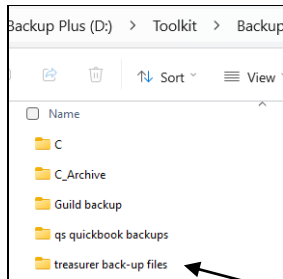 Backup Plus (D:) > Toolkit > Backup
Sort View
Name
C
C_Archive
Guild backup
qs quickbook backups
treasurer back-up files